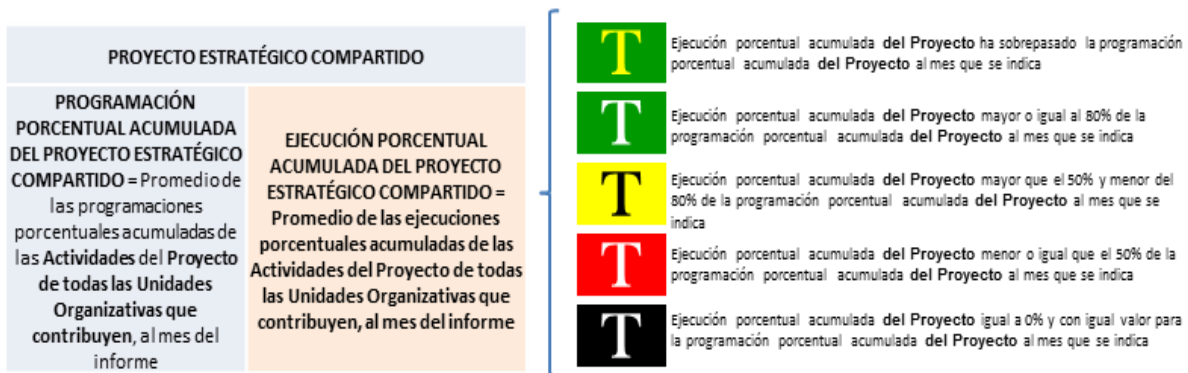 PROYECTO ESTRATÉGICO COMPARTIDO
PROGRAMACIÓN
PORCENTUAL ACUMULADA
DEL PROYECTO ESTRATÉGICO
COMPARTIDO = Promedio de
las programaciones
porcentuales acumuladas de
las Actividades del Proyecto
de todas las Unidades
Organizativas que
contribuyen, al mes del
informe
EJECUCIÓN PORCENTUAL
ACUMULADA DEL PROYECTO
ESTRATÉGICO COMPARTIDO =
Promedio de las ejecuciones
porcentuales acumuladas de las
Actividades del Proyecto de todas
las Unidades Organizativas que
contribuyen, al mes del informe
T
Ejecución porcentual acumulada del Proyecto ha sobrepasado la programación
porcentual acumulada del Proyecto al mes que se indica
T
Ejecución porcentual acumulada del Proyecto mayor o igual al 80% de la
programación porcentual acumulada del Proyecto al mes que se indica
T
Ejecución porcentual acumulada del Proyecto mayor que el 50% y menor del
80% de la programación porcentual acumulada del Proyecto al mes que se
indica
T
Ejecución porcentual acumulada del Proyecto menor o igual que el 50% de la
programación porcentual acumulada del Proyecto al mes que se indica
T
Ejecución porcentual acumulada del Proyecto igual a 0% y con igual valor para
la programación porcentual acumulada del Proyecto al mes que se indica